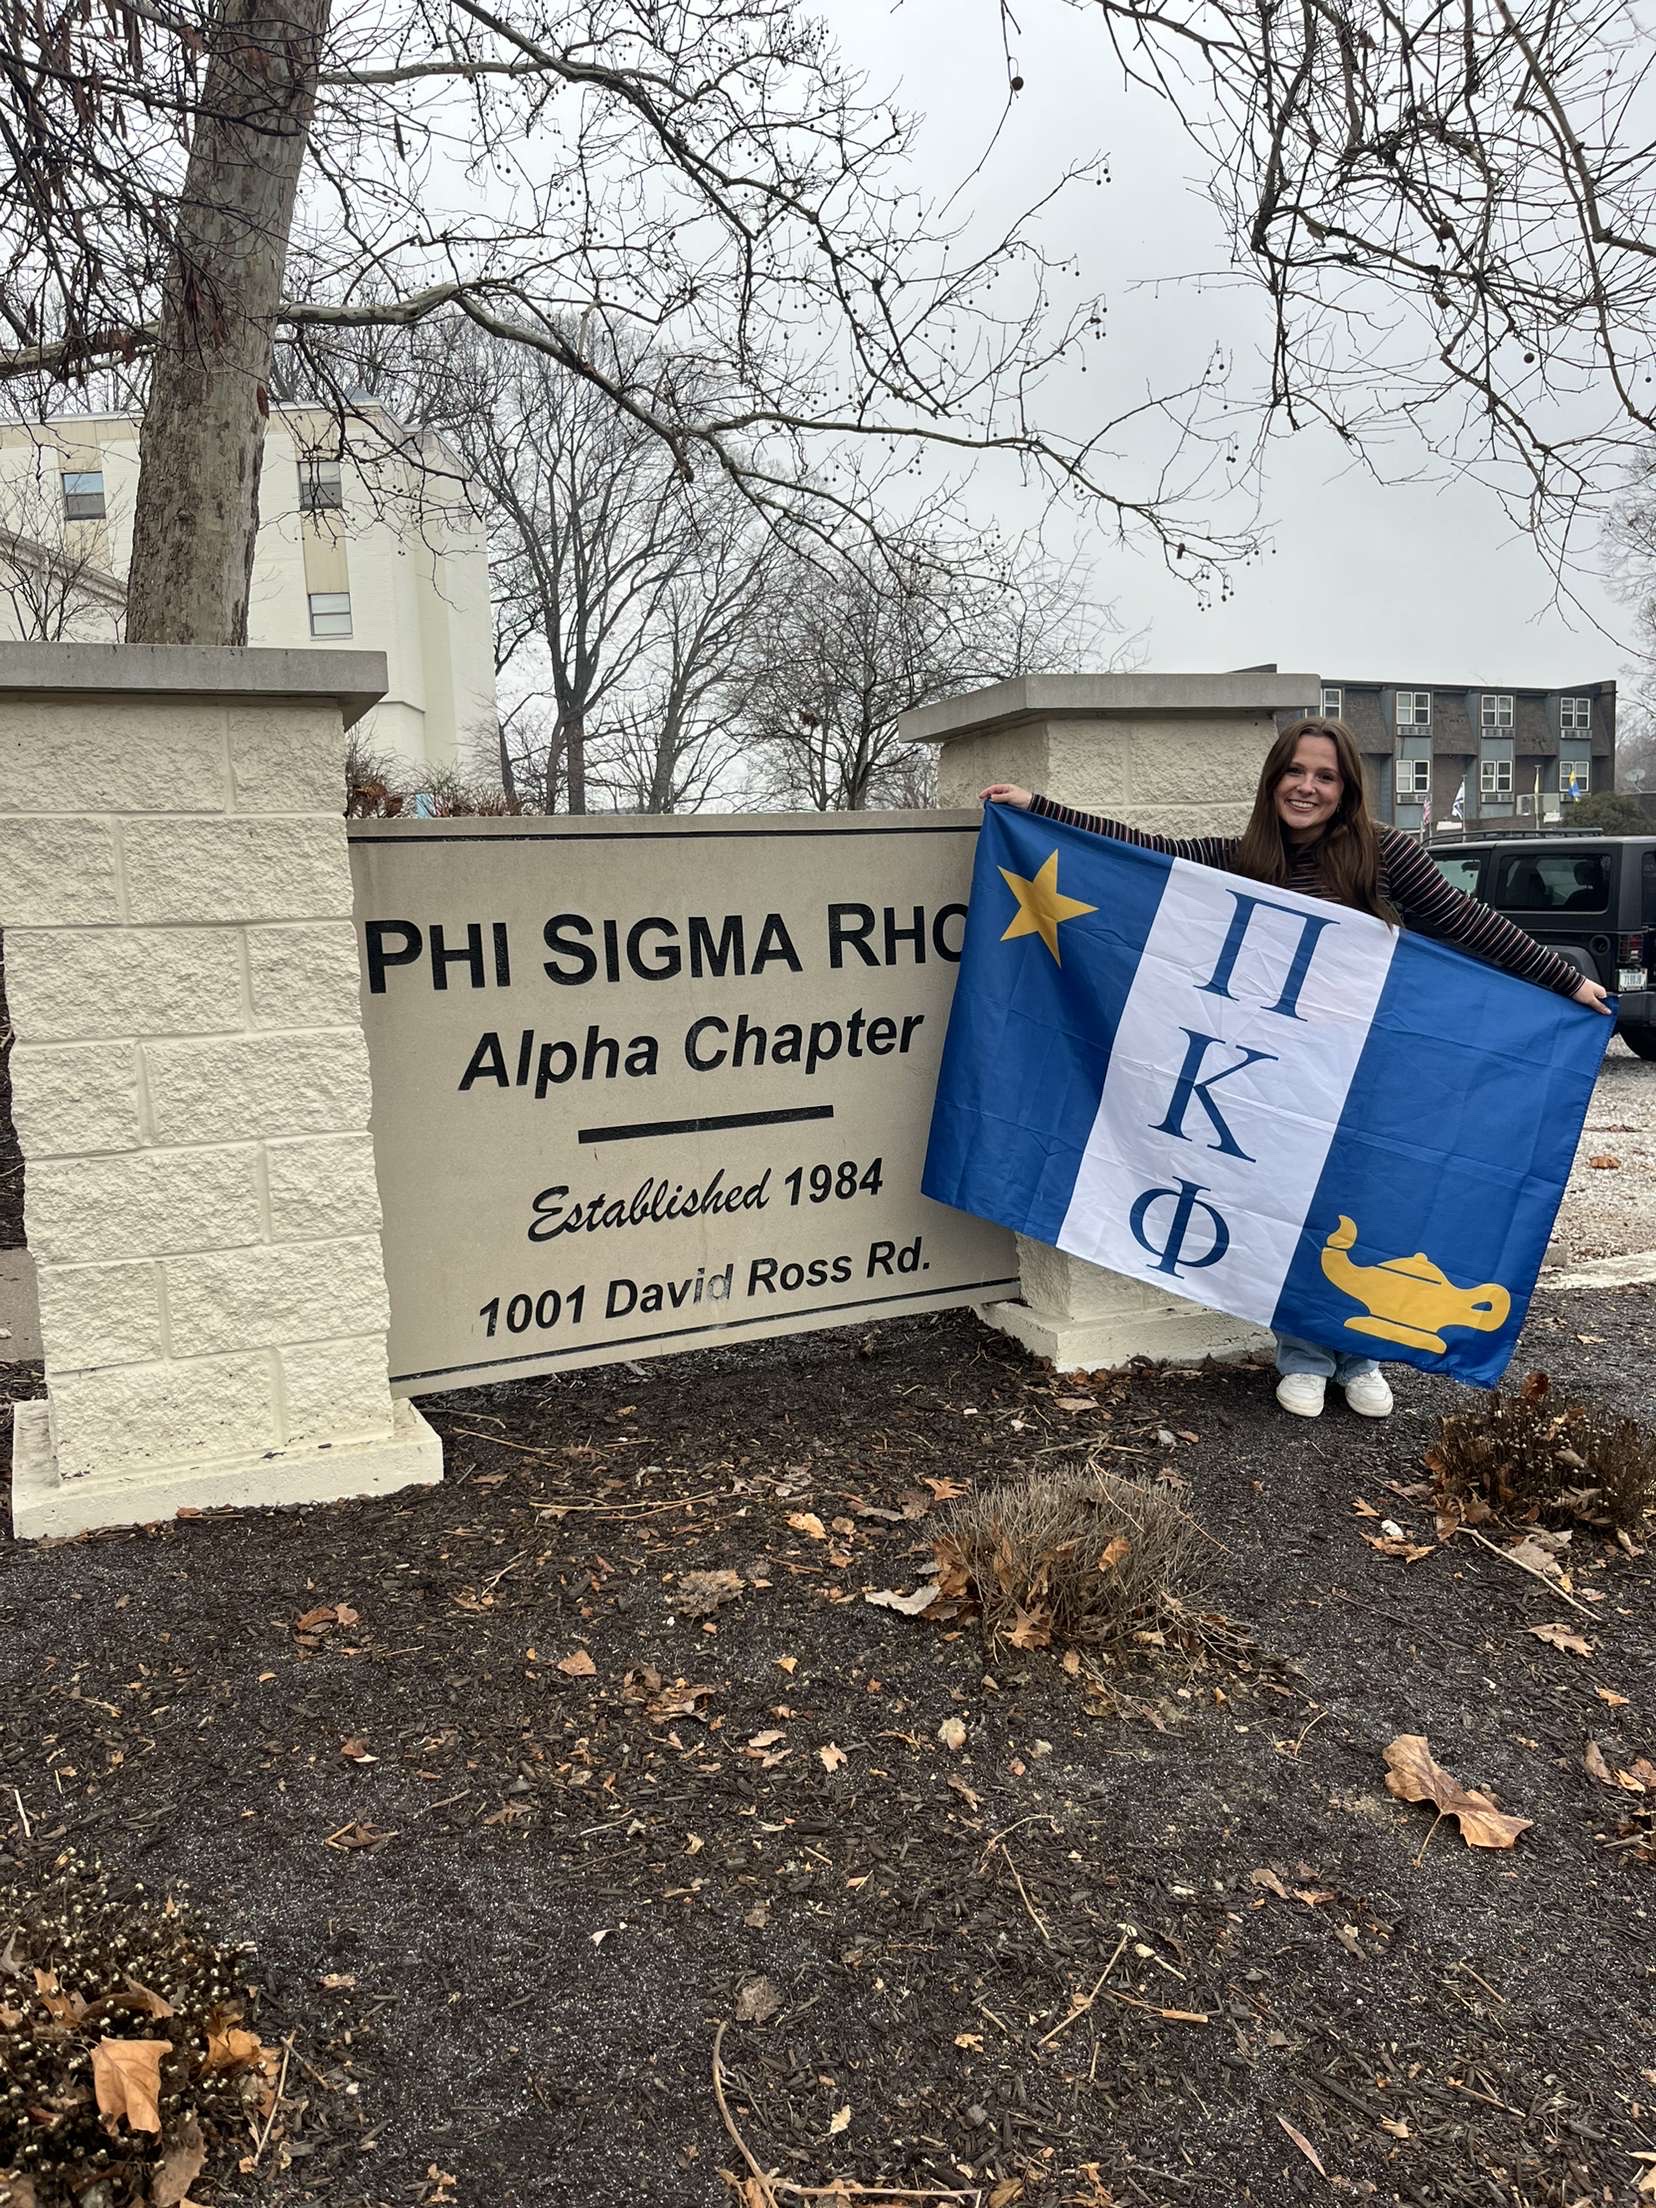 PHI SIGMA RHO
Alpha Chapter
Established 1984
1001 David Ross Rd.
Π
Κ
Φ